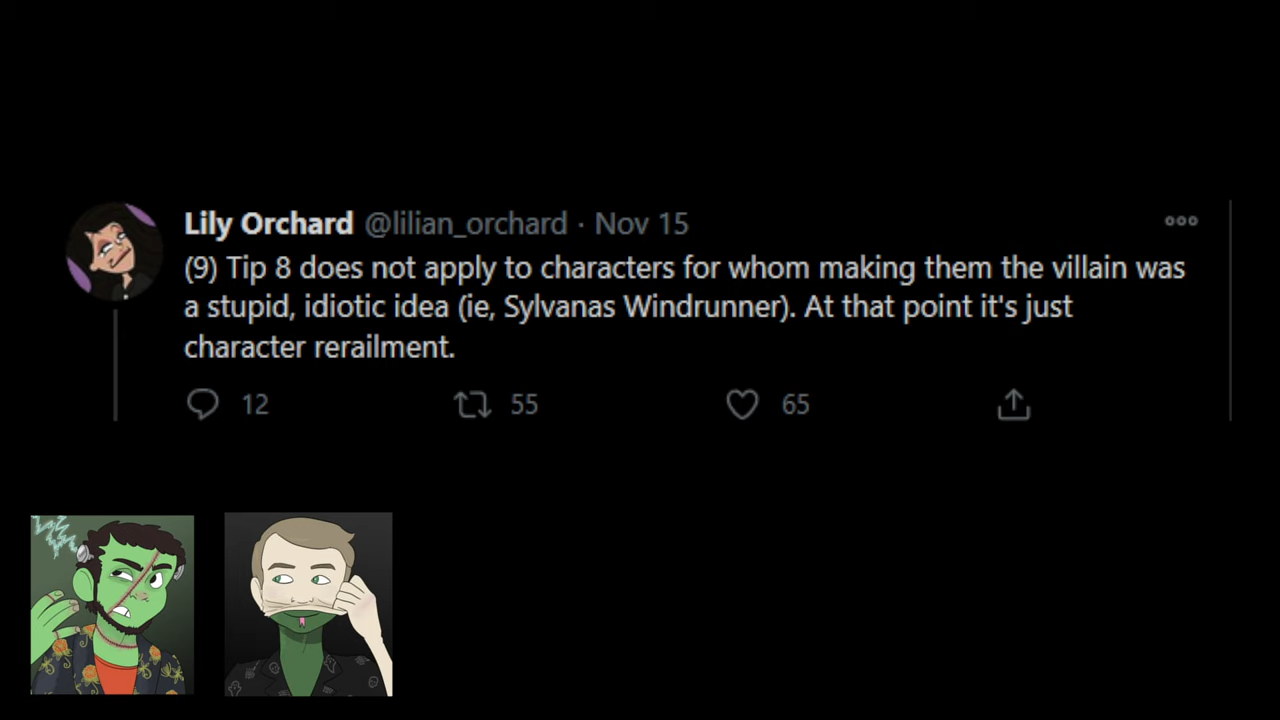 Lily Orchard @lilian_orchard · Nov 15
(9) Tip 8 does not apply to characters for whom making them the villain was
a stupid, idiotic idea (ie, Sylvanas Windrunner). At that point it's just
character rerailment.
12 55 65